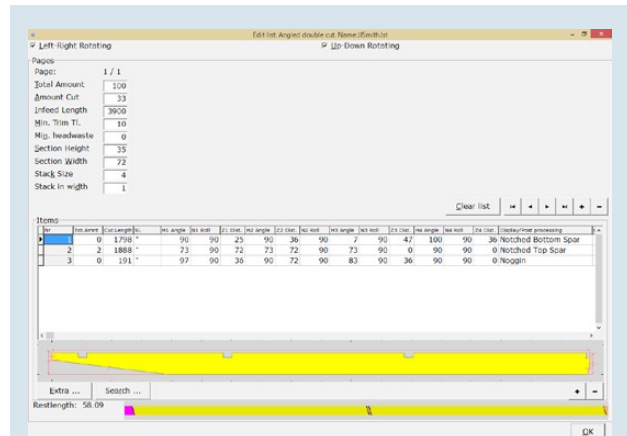 Edit list: Angled double cut. Name:JSmith.lst
Left-Right Rotating Up-Down Rotating
Pages
Page: 1 / 1
Total Amount 100
Amount Cut 33
Infeed Length 3900
Min. Trim Tl. 10
Min. headwaste 0
Section Height 35
Section Width 72
Stack Size 4
Stack in wigth 1
Clear list
Items
Nr Tot.Amnt Cut.Length SL H1 Angle N1 Roll Z1 Dist. H2 Angle Z2 Dist. N2 Roll H3 Angle N3 Roll Z3 Dist. H4 Angle N4 Roll Z4 Dist. Display/Post processing
1 0 1798 * 90 90 25 90 36 90 7 90 47 100 90 36 Notched Bottom Spar
2 2 1888 * 73 90 72 73 72 90 73 90 0 90 90 0 Notched Top Spar
3 0 191 * 97 90 36 90 72 90 83 90 36 90 90 0 Noggin
Extra ... Search ...
Restlength: 58.09
OK